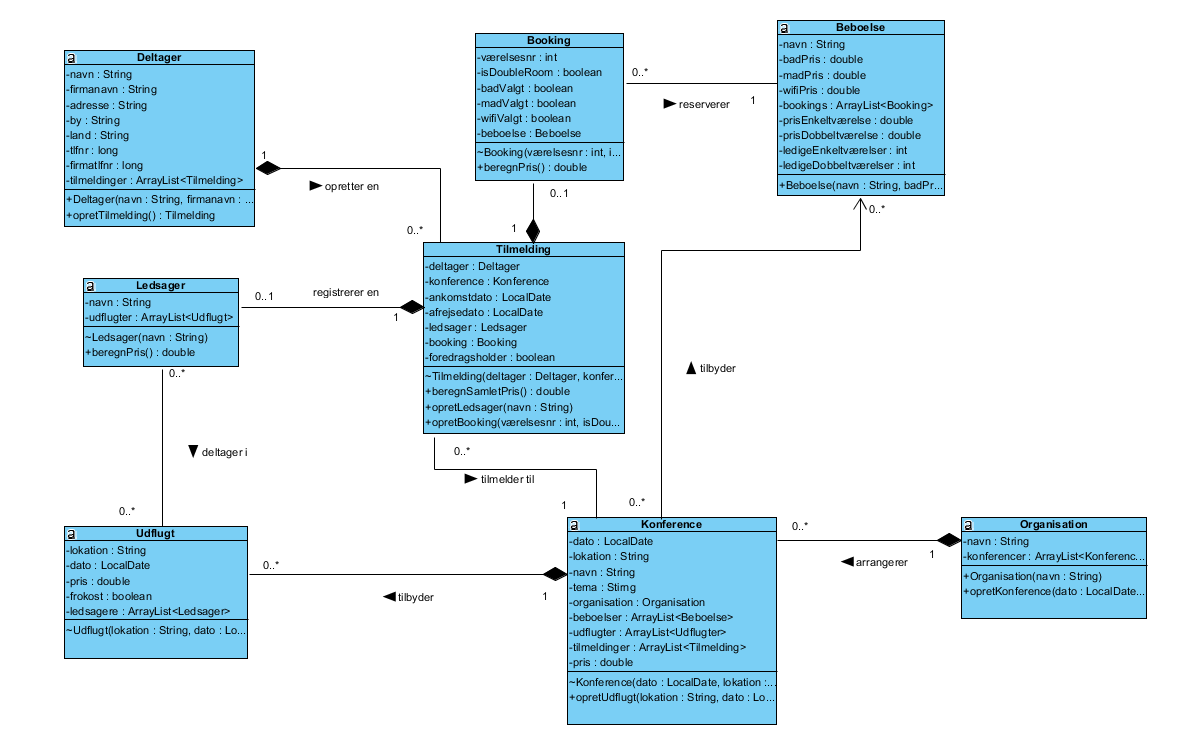 Deltager
-navn : String
-firmanavn : String
-adresse : String
-by : String
-land : String
-tlfnr : long
-firmatlfnr : long
-tilmeldinger : ArrayList<Tilmelding>
+Deltager(navn : String, firmanavn : ...
+opretTilmelding() : Tilmelding
1
opretter en
0..*
Booking
-værelsesnr : int
-isDoubleRoom : boolean
-badValgt : boolean
-madValgt : boolean
-wifiValgt : boolean
-beboelse : Beboelse
~Booking(værelsesnr : int, i...
+beregnPris() : double
0..*
reserverer
1
0..1
1
Beboelse
-navn : String
-badPris : double
-madPris : double
-wifiPris : double
-bookings : ArrayList<Booking>
-prisEnkeltværelse : double
-prisDobbeltværelse : double
-ledigeEnkeltværelser : int
-ledigeDobbeltværelser : int
+Beboelse(navn : String, badPr...
0..*
Tilmelding
-deltager : Deltager
-konference : Konference
-ankomstdato : LocalDate
-afrejsedato : LocalDate
-ledsager : Ledsager
-booking : Booking
-foredragsholder : boolean
~Tilmelding(deltager : Deltager, konfer...
+beregnSamletPris() : double
+opretLedsager(navn : String)
+opretBooking(værelsesnr : int, isDou...
Ledsager
-navn : String
-udflugter : ArrayList<Udflugt>
~Ledsager(navn : String)
+beregnPris() : double
0..1
registrerer en
1
0..*
deltager i
0..*
tilbyder
0..*
tilmelder til
1
0..*
Udflugt
-lokation : String
-dato : LocalDate
-pris : double
-frokost : boolean
-ledsagere : ArrayList<Ledsager>
~Udflugt(lokation : String, dato : Lo...
0..*
tilbyder
1
Konference
-dato : LocalDate
-lokation : String
-navn : String
-tema : Stirng
-organisation : Organisation
-beboelser : ArrayList<Beboelse>
-udflugter : ArrayList<Udflugter>
-tilmeldinger : ArrayList<Tilmelding>
-pris : double
~Konference(dato : LocalDate, lokation :...
+opretUdflugt(lokation : String, dato : Lo...
0..*
arrangerer
1
Organisation
-navn : String
-konferencer : ArrayList<Konferenc...
+Organisation(navn : String)
+opretKonference(dato : LocalDate...